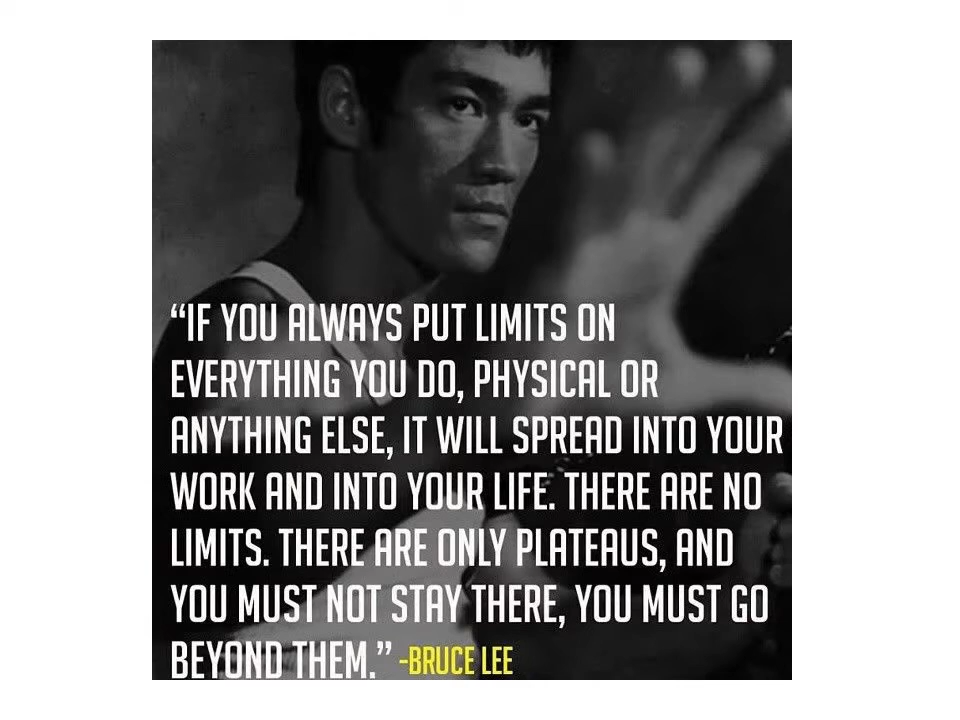 “IF YOU ALWAYS PUT LIMITS ON
EVERYTHING YOU DO, PHYSICAL OR
ANYTHING ELSE, IT WILL SPREAD INTO YOUR
WORK AND INTO YOUR LIFE. THERE ARE NO
LIMITS. THERE ARE ONLY PLATEAUS, AND
YOU MUST NOT STAY THERE, YOU MUST GO
BEYOND THEM.” -BRUCE LEE